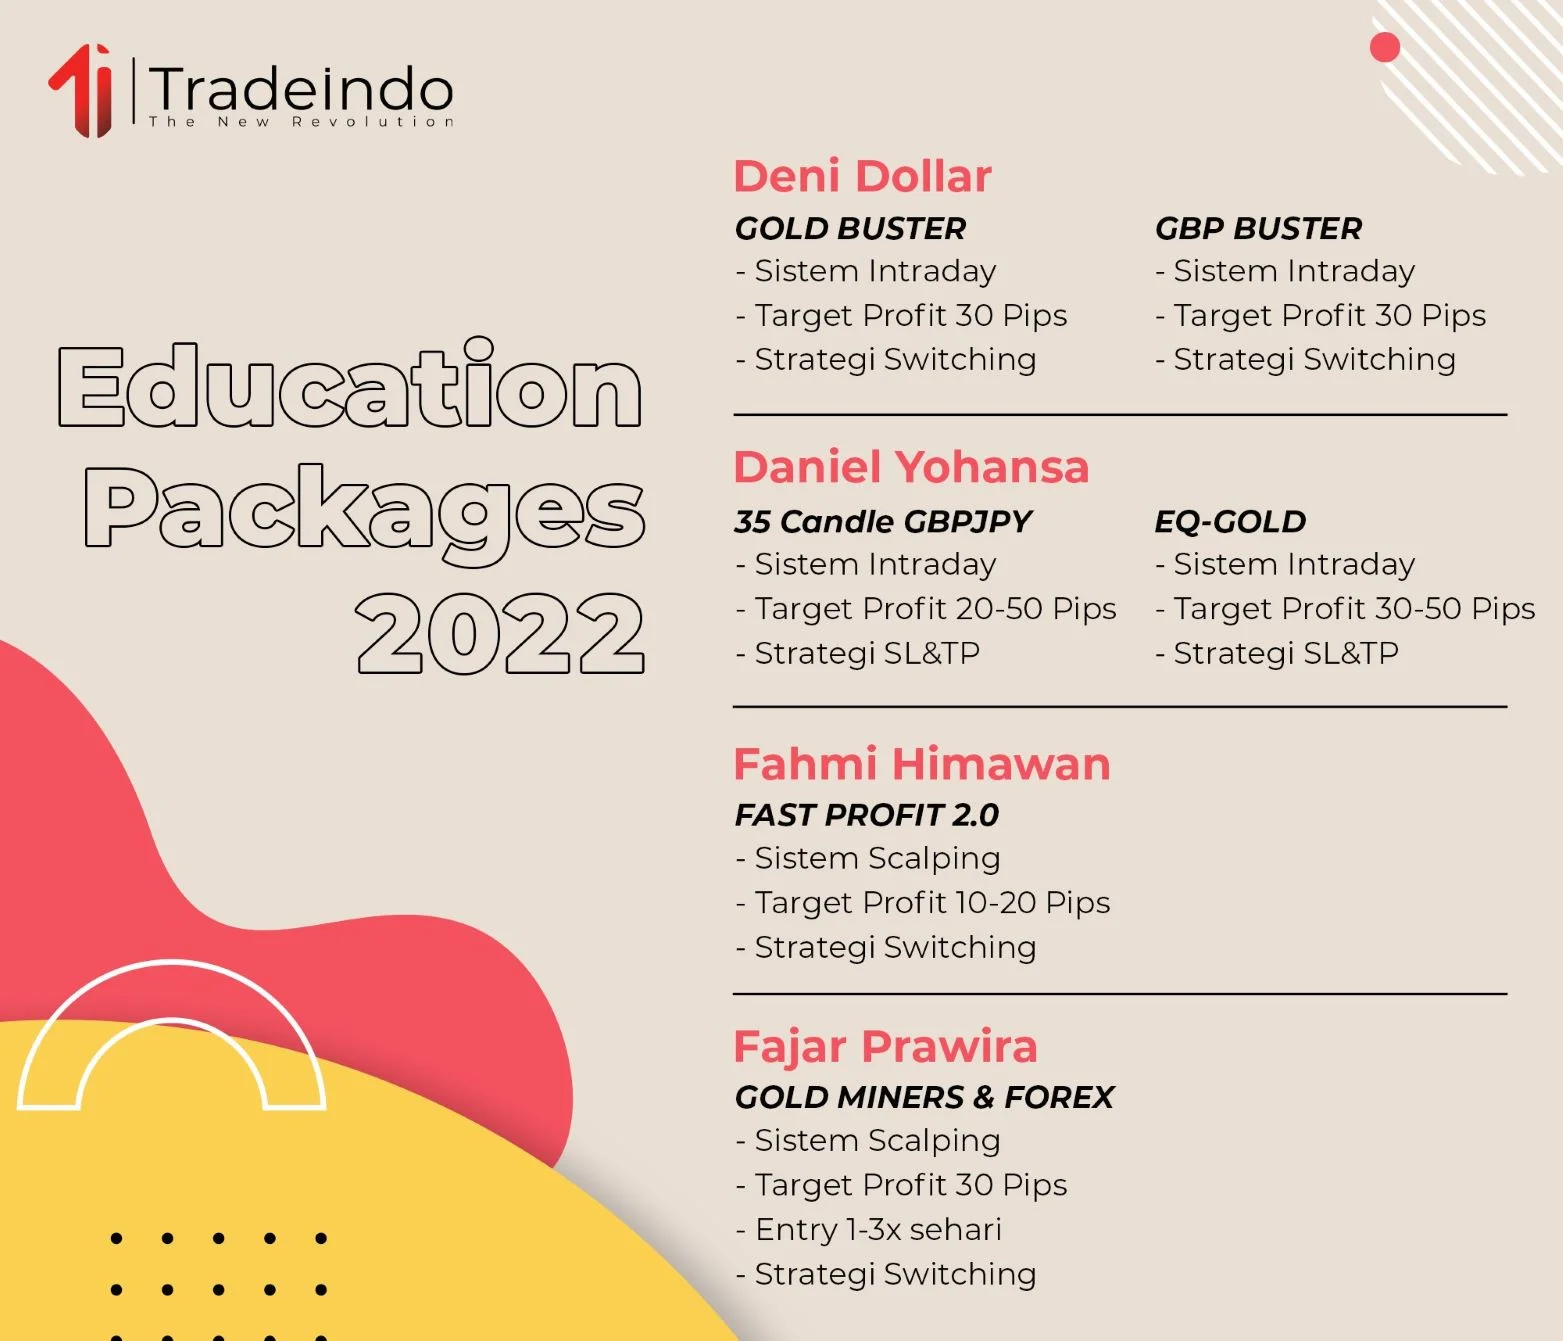 Tradeindo
The New Revolution
Education
Packages
2022
Deni Dollar
GOLD BUSTER
- Sistem Intraday
- Target Profit 30 Pips
- Strategi Switching
GBP BUSTER
- Sistem Intraday
- Target Profit 30 Pips
- Strategi Switching
Daniel Yohansa
35 Candle GBPJPY
- Sistem Intraday
- Target Profit 20-50 Pips
- Strategi SL&TP
EQ-GOLD
- Sistem Intraday
- Target Profit 30-50 Pips
- Strategi SL&TP
Fahmi Himawan
FAST PROFIT 2.0
- Sistem Scalping
- Target Profit 10-20 Pips
- Strategi Switching
Fajar Prawira
GOLD MINERS & FOREX
- Sistem Scalping
- Target Profit 30 Pips
- Entry 1-3x sehari
- Strategi Switching